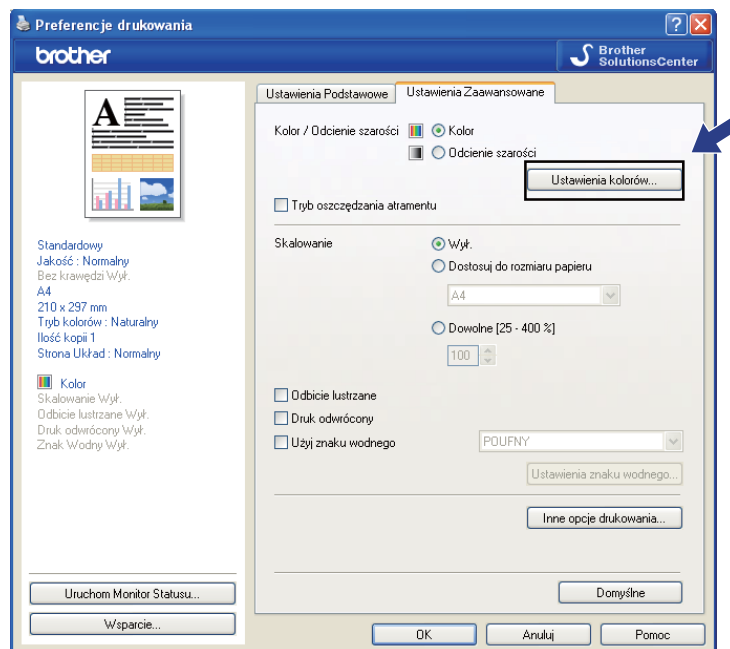 Preferencje drukowania
brother
Brother
SolutionsCenter
A
Standardowy
Jakość : Normalny
Bez krawędzi Wył.
A4
210 x 297 mm
Tryb kolorów : Naturalny
Ilość kopii 1
Strona Układ : Normalny
Kolor
Skalowanie Wył.
Odbicie lustrzane Wył.
Druk odwrócony Wył.
Znak Wodny Wył.
Uruchom Monitor Statusu...
Wsparcie...
Ustawienia Podstawowe
Ustawienia Zaawansowane
Kolor / Odcienie szarości
Kolor
Odcienie szarości
Ustawienia kolorów...
Tryb oszczędzania atramentu
Skalowanie
Wył.
Dostosuj do rozmiaru papieru
A4
Dowolne [25 - 400 %]
100
Odbicie lustrzane
Druk odwrócony
Użyj znaku wodnego
POUFNY
Ustawienia znaku wodnego...
Inne opcje drukowania...
Domyślne
OK
Anuluj
Pomoc